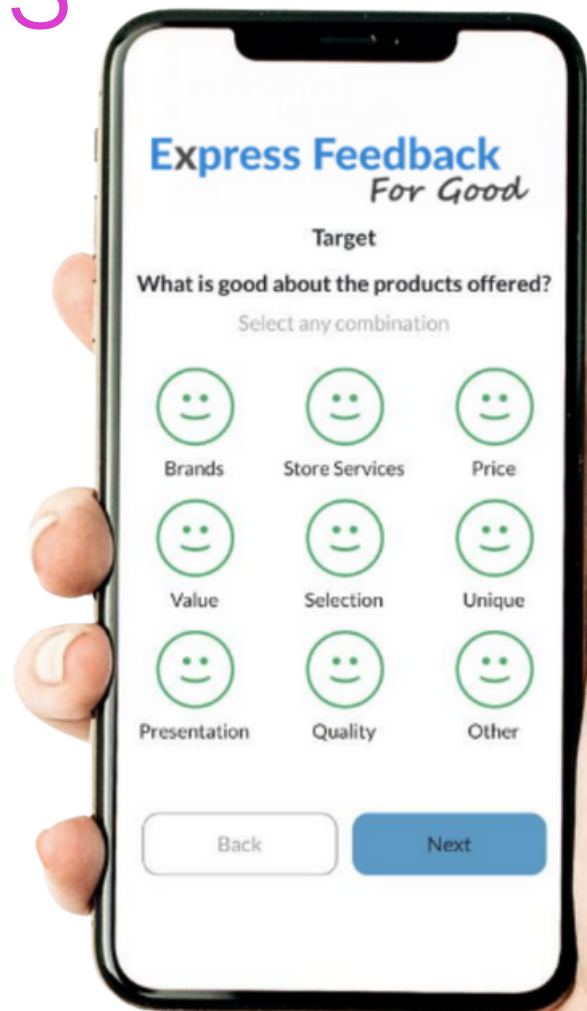 Express Feedback
For Good
Target
What is good about the products offered?
Select any combination
Brands Store Services Price
Value Selection Unique
Presentation Quality Other
Back Next